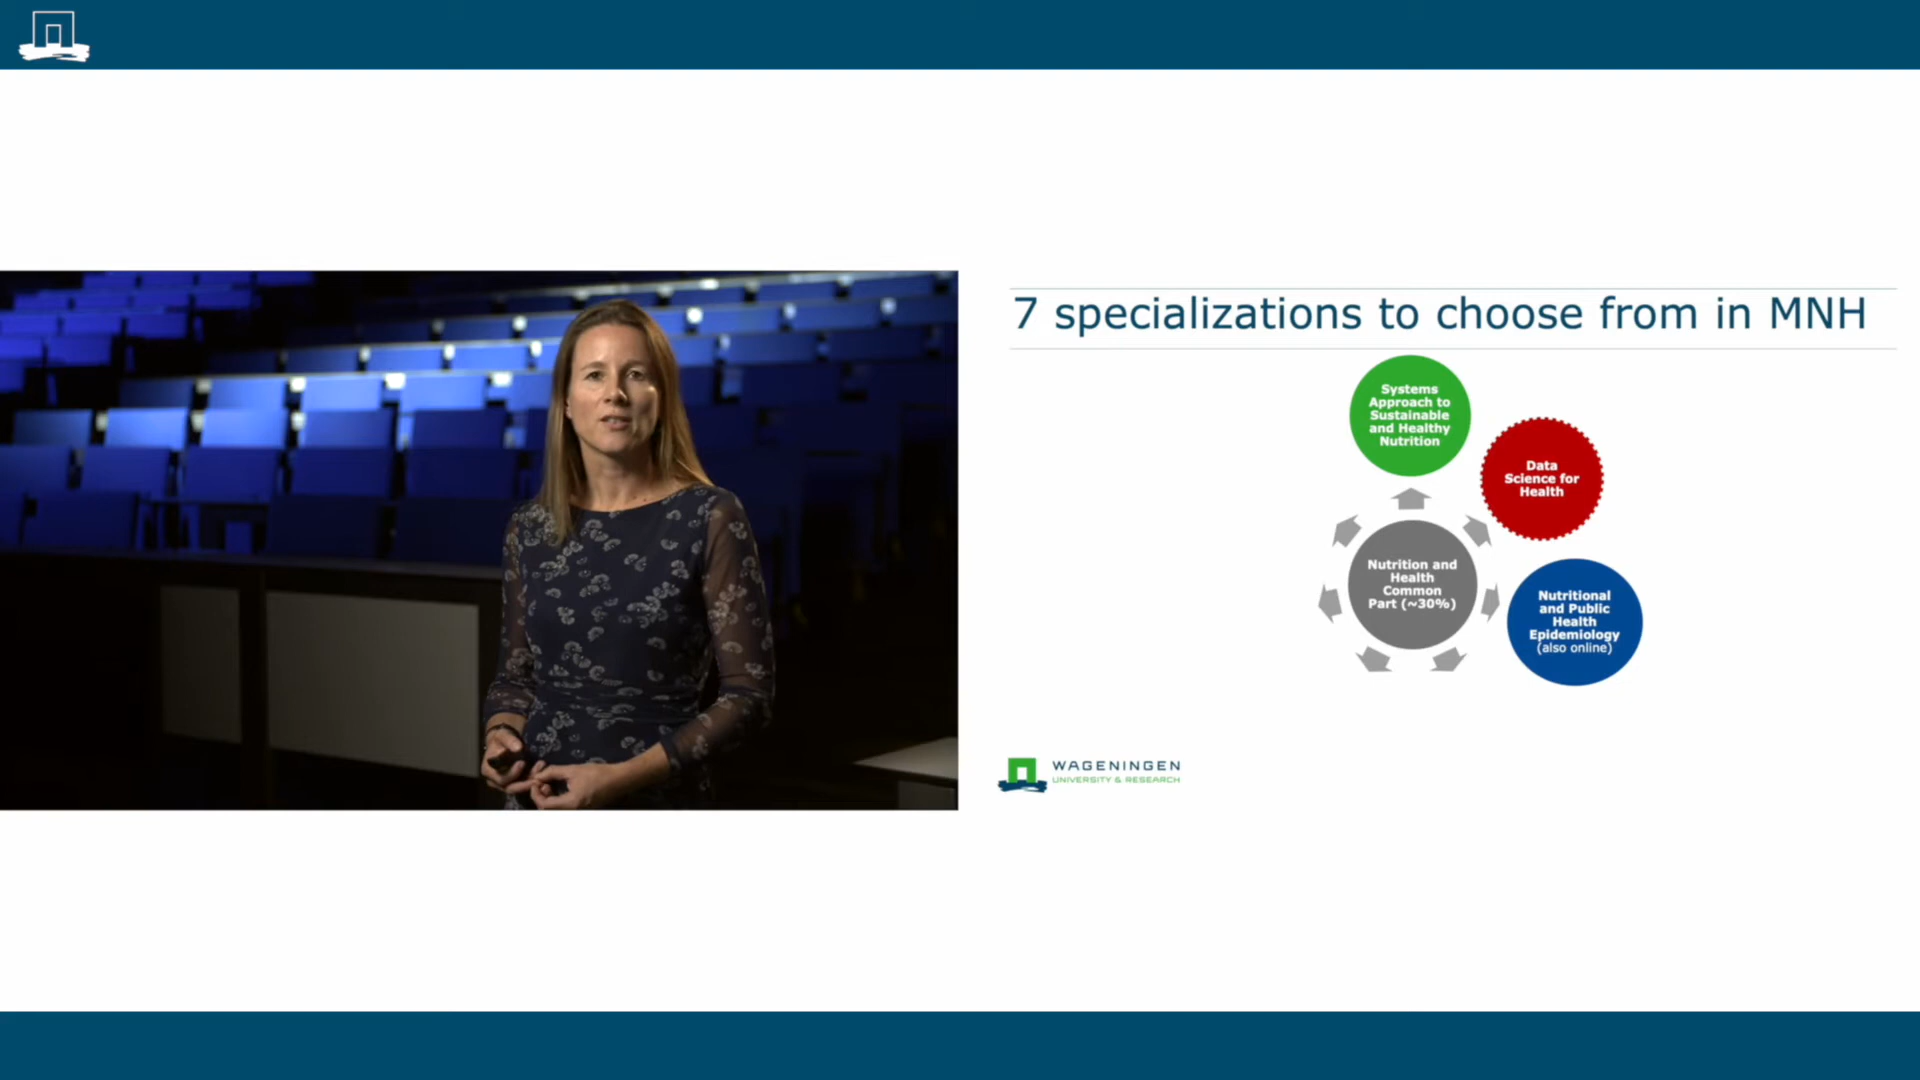 7 specializations to choose from in MNH
Systems
Approach to
Sustainable
and Healthy
Nutrition
Data
Science for
Health
Nutrition and
Health
Common
Part (~30%)
Nutritional
and Public
Health
Epidemiology
(also online)
WAGENINGEN
UNIVERSITY & RESEARCH